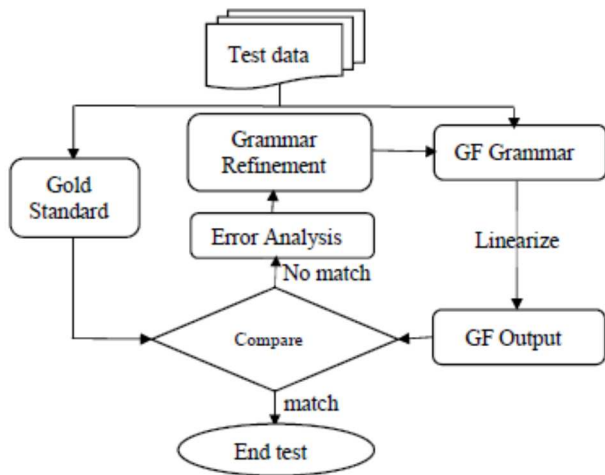 Test data
Grammar
Refinement
GF Grammar
Gold
Standard
Error Analysis
Linearize
No match
Compare
GF Output
match
End test